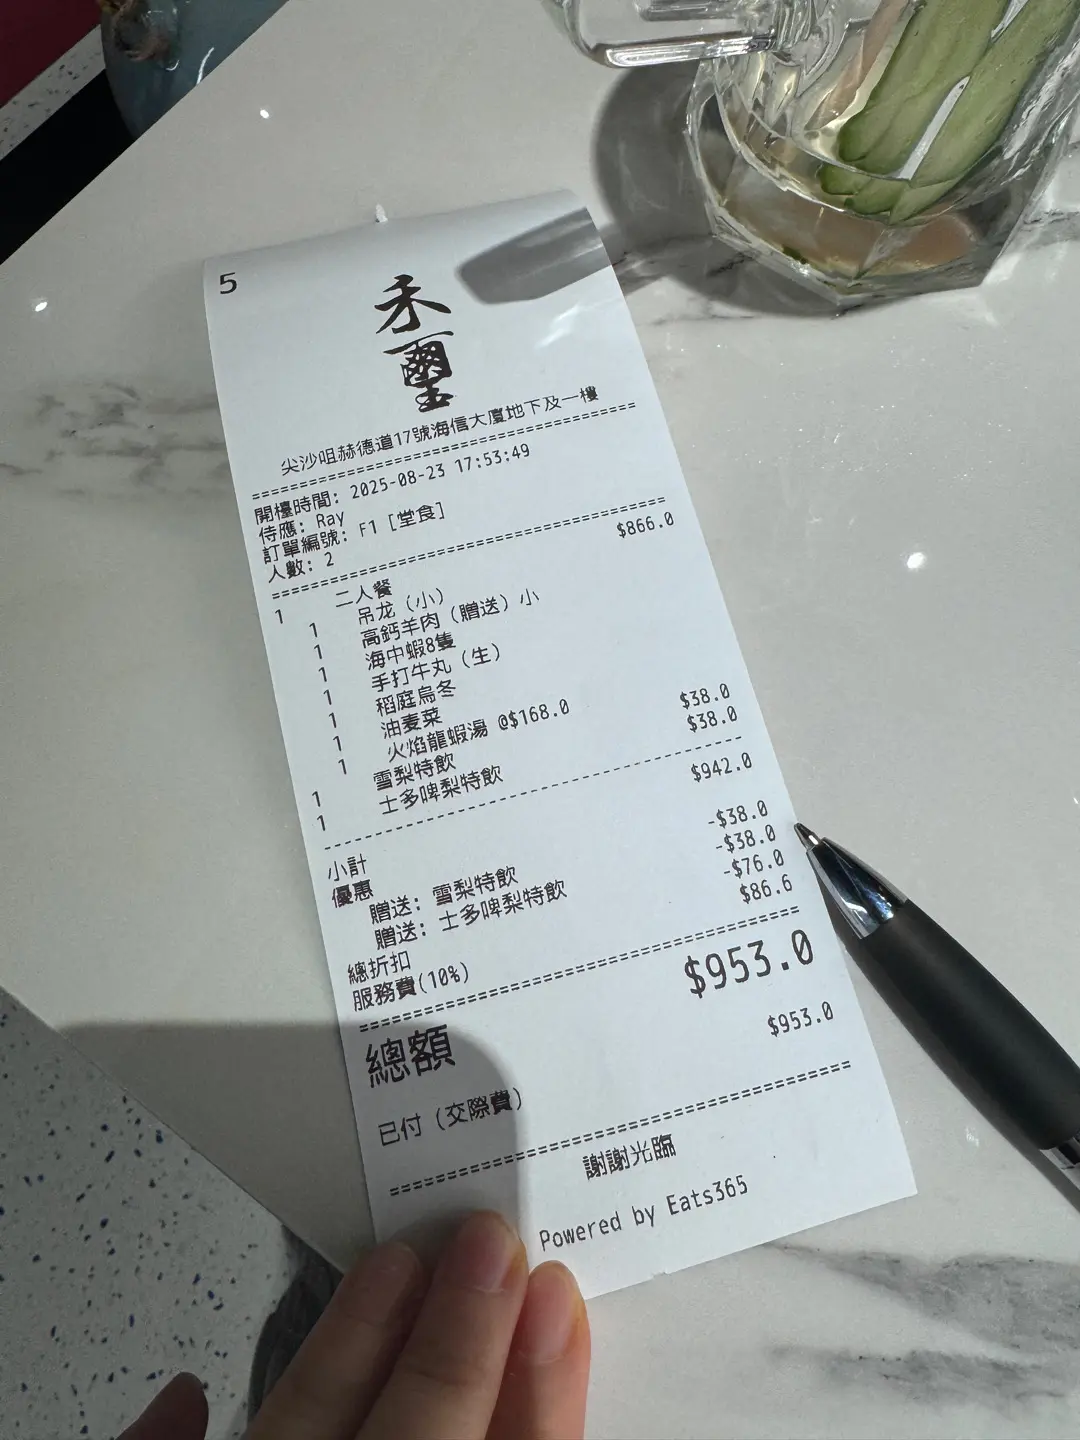 5
禾
璽
尖沙咀赫德道17號海信大廈地下及一樓
開檯時間: 2025-08-23 17:53:49
侍應: Ray
訂單編號: F1 [堂食]
人數: 2
1 二人餐 $866.0
1 吊龙 (小)
1 高鈣羊肉 (贈送) 小
1 海中蝦8隻
1 手打牛丸 (生)
1 稻庭烏冬
1 油麦菜
1 火焰龍蝦湯 @$168.0
1 雪梨特飲 $38.0
1 士多啤梨特飲 $38.0
小計 $942.0
優惠
贈送: 雪梨特飲 -$38.0
贈送: 士多啤梨特飲 -$38.0
總折扣 -$76.0
服務費(10%) $86.6
總額 $953.0
已付 (交際費) $953.0
謝謝光臨
Powered by Eats365